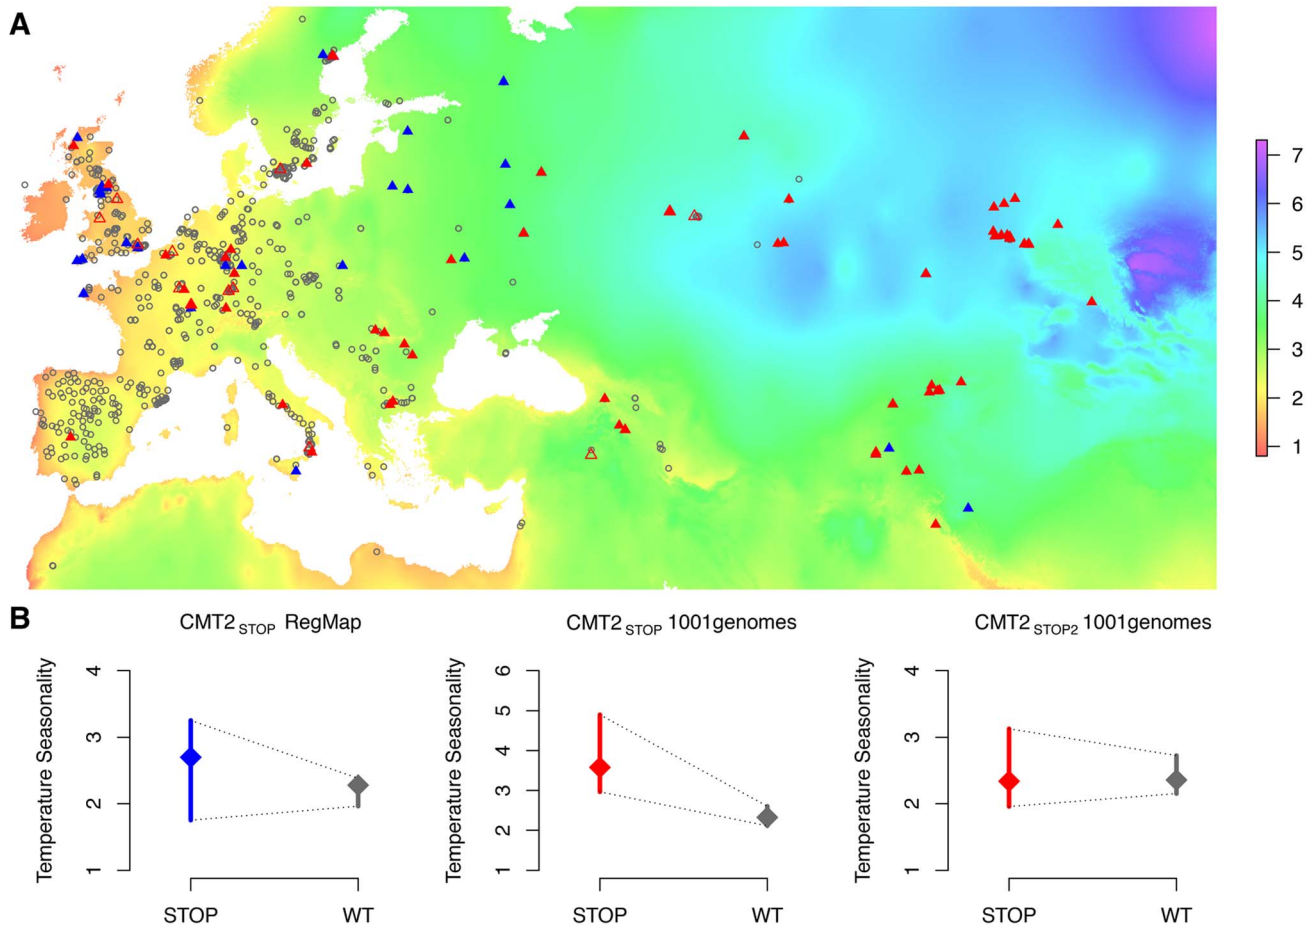 A
7
6
5
4
3
2
1
B
CMT2 STOP RegMap
CMT2 STOP 1001genomes
CMT2 STOP2 1001genomes
Temperature Seasonality
4
3
2
1
STOP
WT
Temperature Seasonality
6
5
4
3
2
1
STOP
WT
Temperature Seasonality
4
3
2
1
STOP
WT